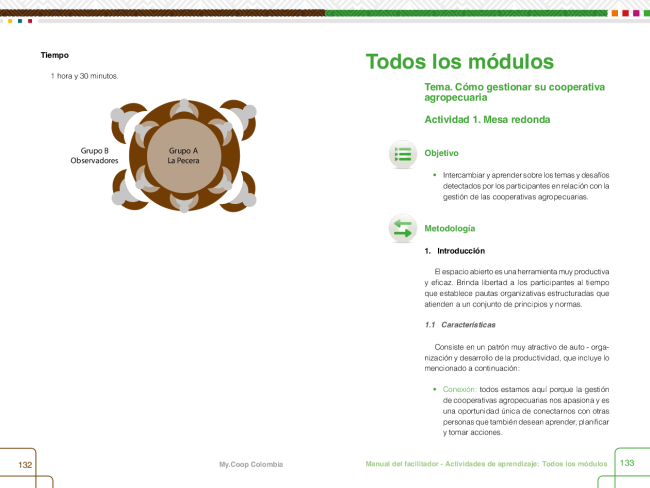 Tiempo
1 hora y 30 minutos.
Grupo B
Observadores
Grupo A
La Pecera
132
My.Coop Colombia
Todos los módulos
Tema. Cómo gestionar su cooperativa
agropecuaria
Actividad 1. Mesa redonda
Objetivo
• Intercambiar y aprender sobre los temas y desafíos
detectados por los participantes en relación con la
gestión de las cooperativas agropecuarias.
Metodología
1. Introducción
El espacio abierto es una herramienta muy productiva
y eficaz. Brinda libertad a los participantes al tiempo
que establece pautas organizativas estructuradas que
atienden a un conjunto de principios y normas.
1.1 Características
Consiste en un patrón muy atractivo de auto - orga-
nización y desarrollo de la productividad, que incluye lo
mencionado a continuación:
• Conexión: todos estamos aquí porque la gestión
de cooperativas agropecuarias nos apasiona y es
una oportunidad única de conectarnos con otras
personas que también desean aprender, planificar
y tomar acciones.
Manual del facilitador - Actividades de aprendizaje: Todos los módulos
133